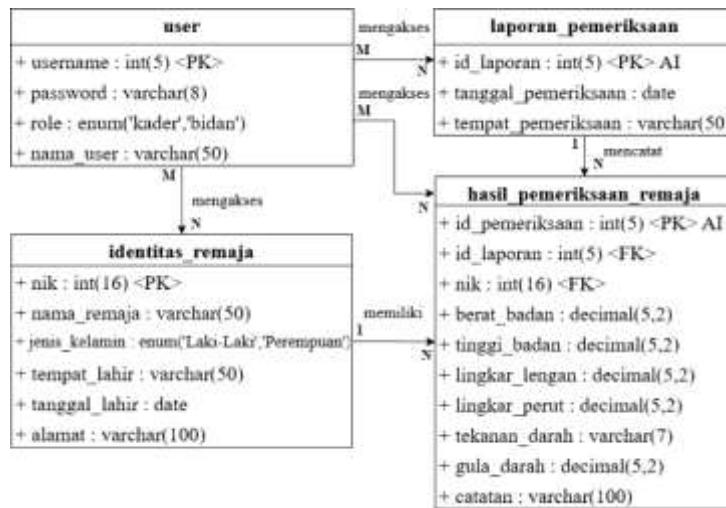 user
+ username : int(5) <PK>
+ password : varchar(8)
+ role : enum('kader','bidan')
+ nama_user : varchar(50)
mengakses
M
N
mengakses
M
N
laporan_pemeriksaan
+ id_laporan : int(5) <PK> AI
+ tanggal_pemeriksaan : date
+ tempat_pemeriksaan : varchar(50
1
N
mencatat
M
mengakses
N
identitas_remaja
+ nik : int(16) <PK>
+ nama_remaja : varchar(50)
+ jenis_kelamin : enum('Laki-Laki','Perempuan')
+ tempat_lahir : varchar(50)
+ tanggal_lahir : date
+ alamat : varchar(100)
memiliki
1
N
hasil_pemeriksaan_remaja
+ id_pemeriksaan : int(5) <PK> AI
+ id_laporan : int(5) <FK>
+ nik : int(16) <FK>
+ berat_badan : decimal(5,2)
+ tinggi_badan : decimal(5,2)
+ lingkar_lengan : decimal(5,2)
+ lingkar_perut : decimal(5,2)
+ tekanan_darah : varchar(7)
+ gula_darah : decimal(5,2)
+ catatan : varchar(100)